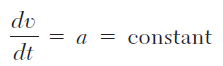 dv/dt = a = constant